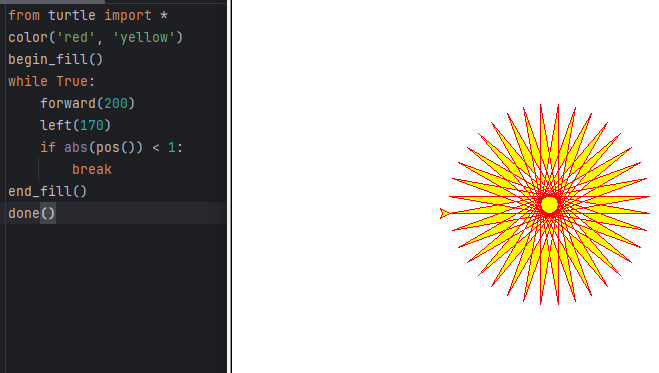 from turtle import *
color('red', 'yellow')
begin_fill()
while True:
    forward(200)
    left(170)
    if abs(pos()) < 1:
        break
end_fill()
done()